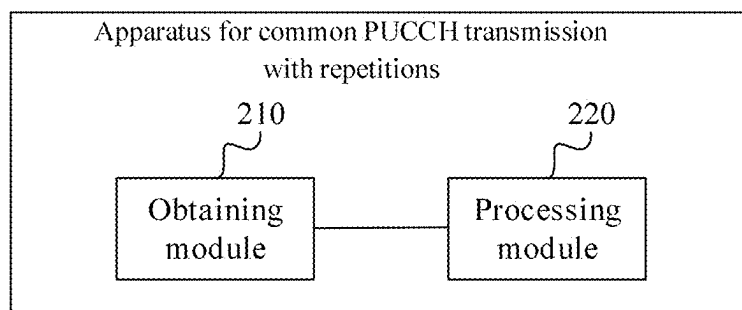 Apparatus for common PUCCH transmission
with repetitions
210
220
Obtaining
module
Processing
module